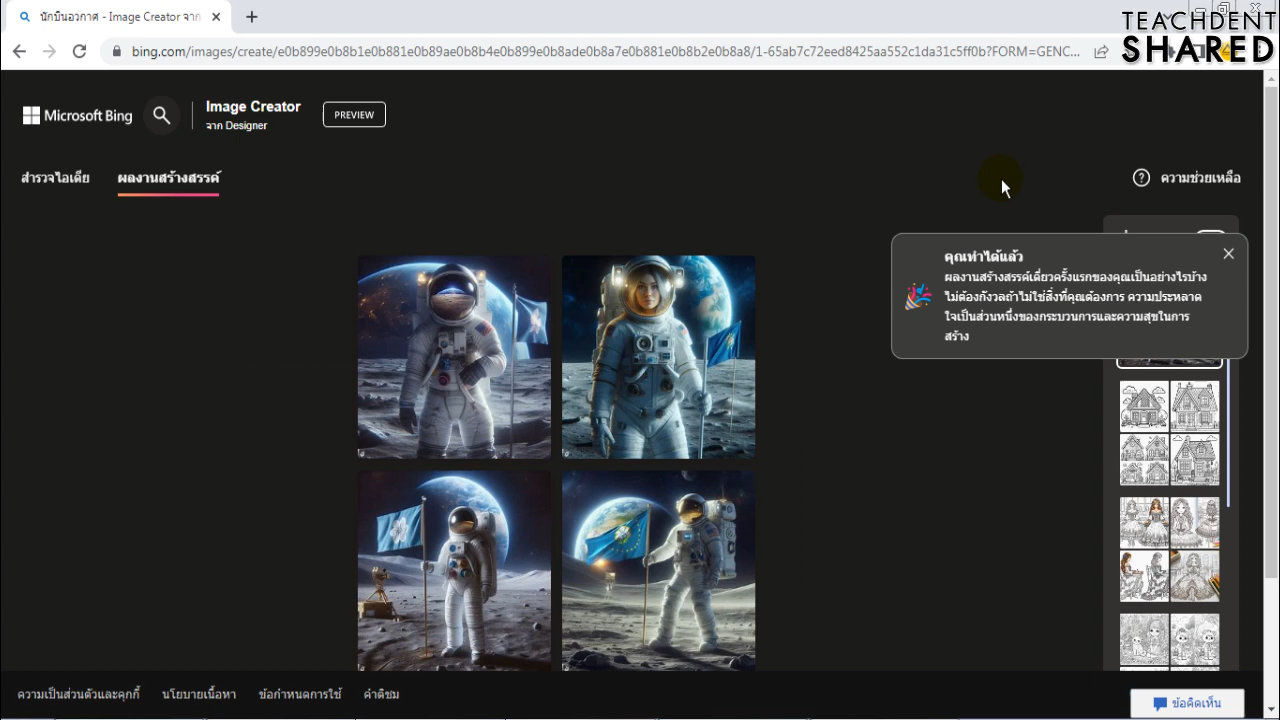 นักบินอวกาศ - Image Creator จาก
TEACHDENT
SHARED
bing.com/images/create/e0b899e0b8b1e0b881e0b89ae0b8b4e0b899e0b8ade0b8a7e0b881e0b8b2e0b8a8/1-65ab7c72eed8425aa552c1da31c5ff0b?FORM=GENC...
Microsoft Bing
Image Creator
จาก Designer
PREVIEW
สำรวจไอเดีย
ผลงานสร้างสรรค์
ความช่วยเหลือ
คุณทำได้แล้ว
ผลงานสร้างสรรค์เดี่ยวครั้งแรกของคุณเป็นอย่างไรบ้าง
ไม่ต้องกังวลถ้าไม่ใช่สิ่งที่คุณต้องการ ความประหลาด
ใจเป็นส่วนหนึ่งของกระบวนการและความสุขในการ
สร้าง
ความเป็นส่วนตัวและคุกกี้
นโยบายเนื้อหา
ข้อกำหนดการใช้
คำติชม
ข้อคิดเห็น